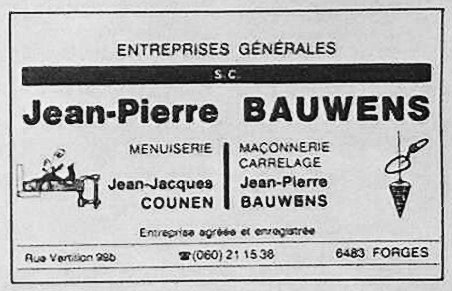 ENTREPRISES GÉNÉRALES
S.C.
Jean-Pierre BAUWENS
MENUISERIE
Jean-Jacques
COUNEN
MAÇONNERIE
CARRELAGE
Jean-Pierre
BAUWENS
Entreprise agréée et enregistrée
Rue 99b ☎(060) 21 15 38 6483 FORGES